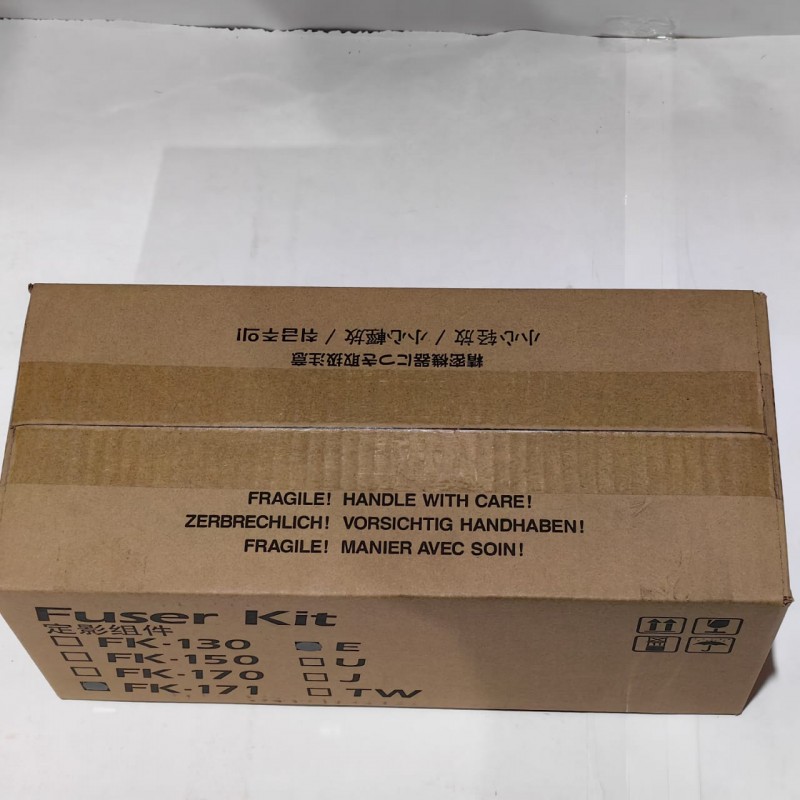 小心轻放 / 小心輕放 / 취급주의!
精密機器につき取扱注意
FRAGILE! HANDLE WITH CARE!
ZERBRECHLICH! VORSICHTIG HANDHABEN!
FRAGILE! MANIER AVEC SOIN!
Fuser Kit
定影组件
FK-130 E
FK-150 U
FK-170 J
FK-171 TW